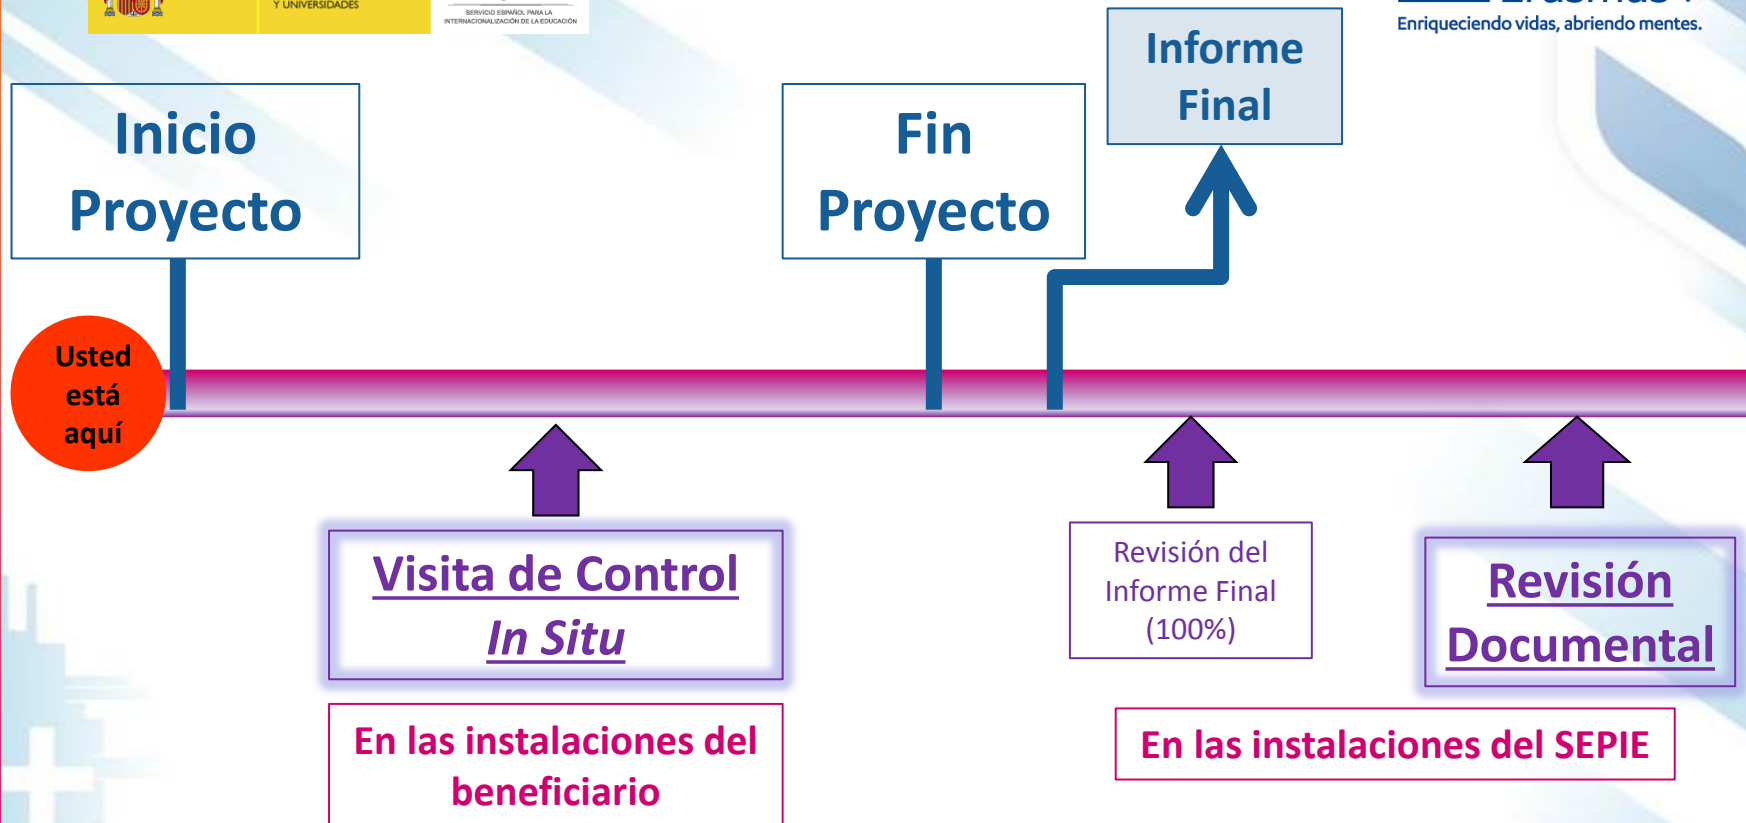 Y UNIVERSIDADES
SERVICIO ESPAÑOL PARA LA
INTERNACIONALIZACIÓN DE LA EDUCACIÓN
Enriqueciendo vidas, abriendo mentes.
Informe
Final
Inicio
Proyecto
Fin
Proyecto
Usted
está
aquí
Visita de Control
In Situ
Revisión del
Informe Final
(100%)
Revisión
Documental
En las instalaciones del
beneficiario
En las instalaciones del SEPIE